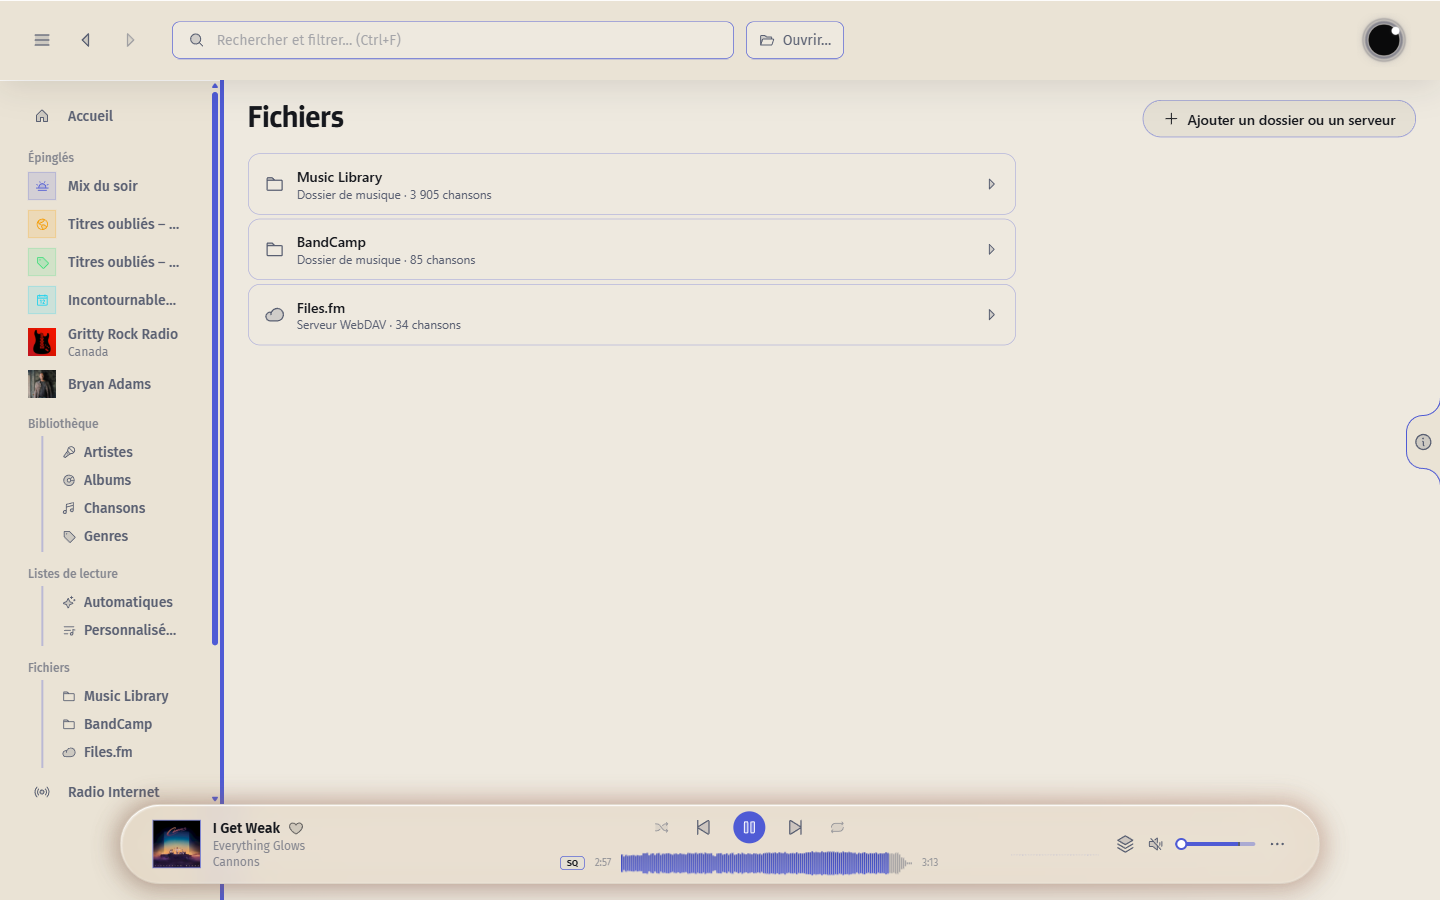 Rechercher et filtrer... (Ctrl+F)
Ouvrir...
Accueil
Épinglés
Mix du soir
Titres oubliés – ...
Titres oubliés – ...
Incontournable...
Gritty Rock Radio
Canada
Bryan Adams
Bibliothèque
Artistes
Albums
Chansons
Genres
Listes de lecture
Automatiques
Personnalisé...
Fichiers
Music Library
BandCamp
Files.fm
Radio Internet
Fichiers
Ajouter un dossier ou un serveur
Music Library
Dossier de musique · 3 905 chansons
BandCamp
Dossier de musique · 85 chansons
Files.fm
Serveur WebDAV · 34 chansons
I Get Weak
Everything Glows
Cannons
SQ
2:57
3:13